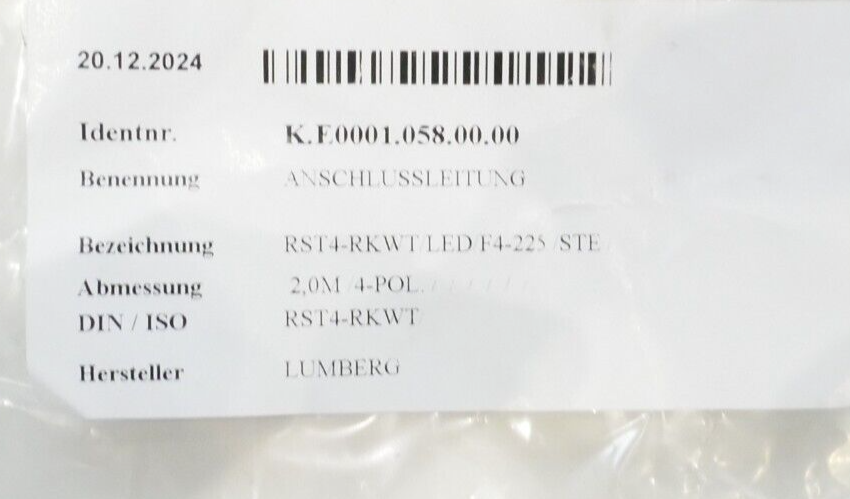 20.12.2024
Identnr. K.E0001.058.00.00
Benennung ANSCHLUSSLEITUNG
Bezeichnung RST4-RKWT/LED/F4-225 /STE
Abmessung 2,0M /4-POL. / / / / / /
DIN / ISO RST4-RKWT
Hersteller LUMBERG